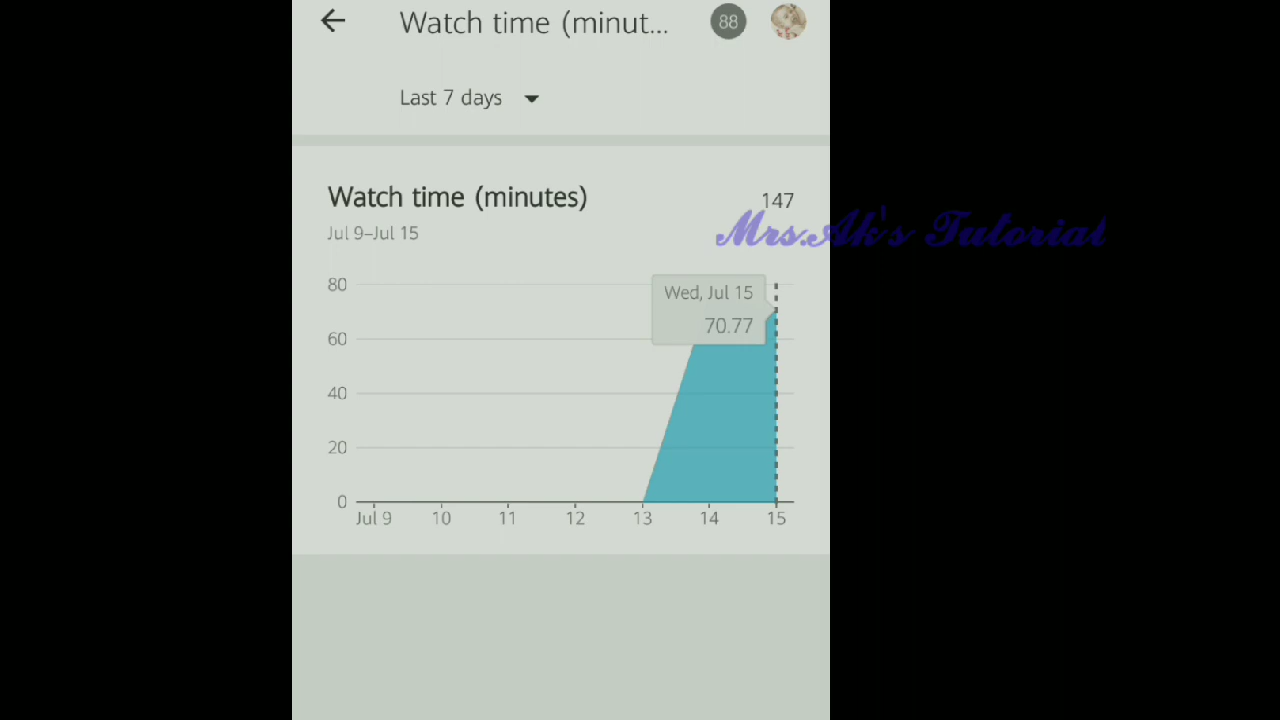 Watch time (minut...
88
Last 7 days
Watch time (minutes)
147
Jul 9–Jul 15
Mrs.Ak's Tutorial
80
Wed, Jul 15
70.77
60
40
20
0
Jul 9 10 11 12 13 14 15